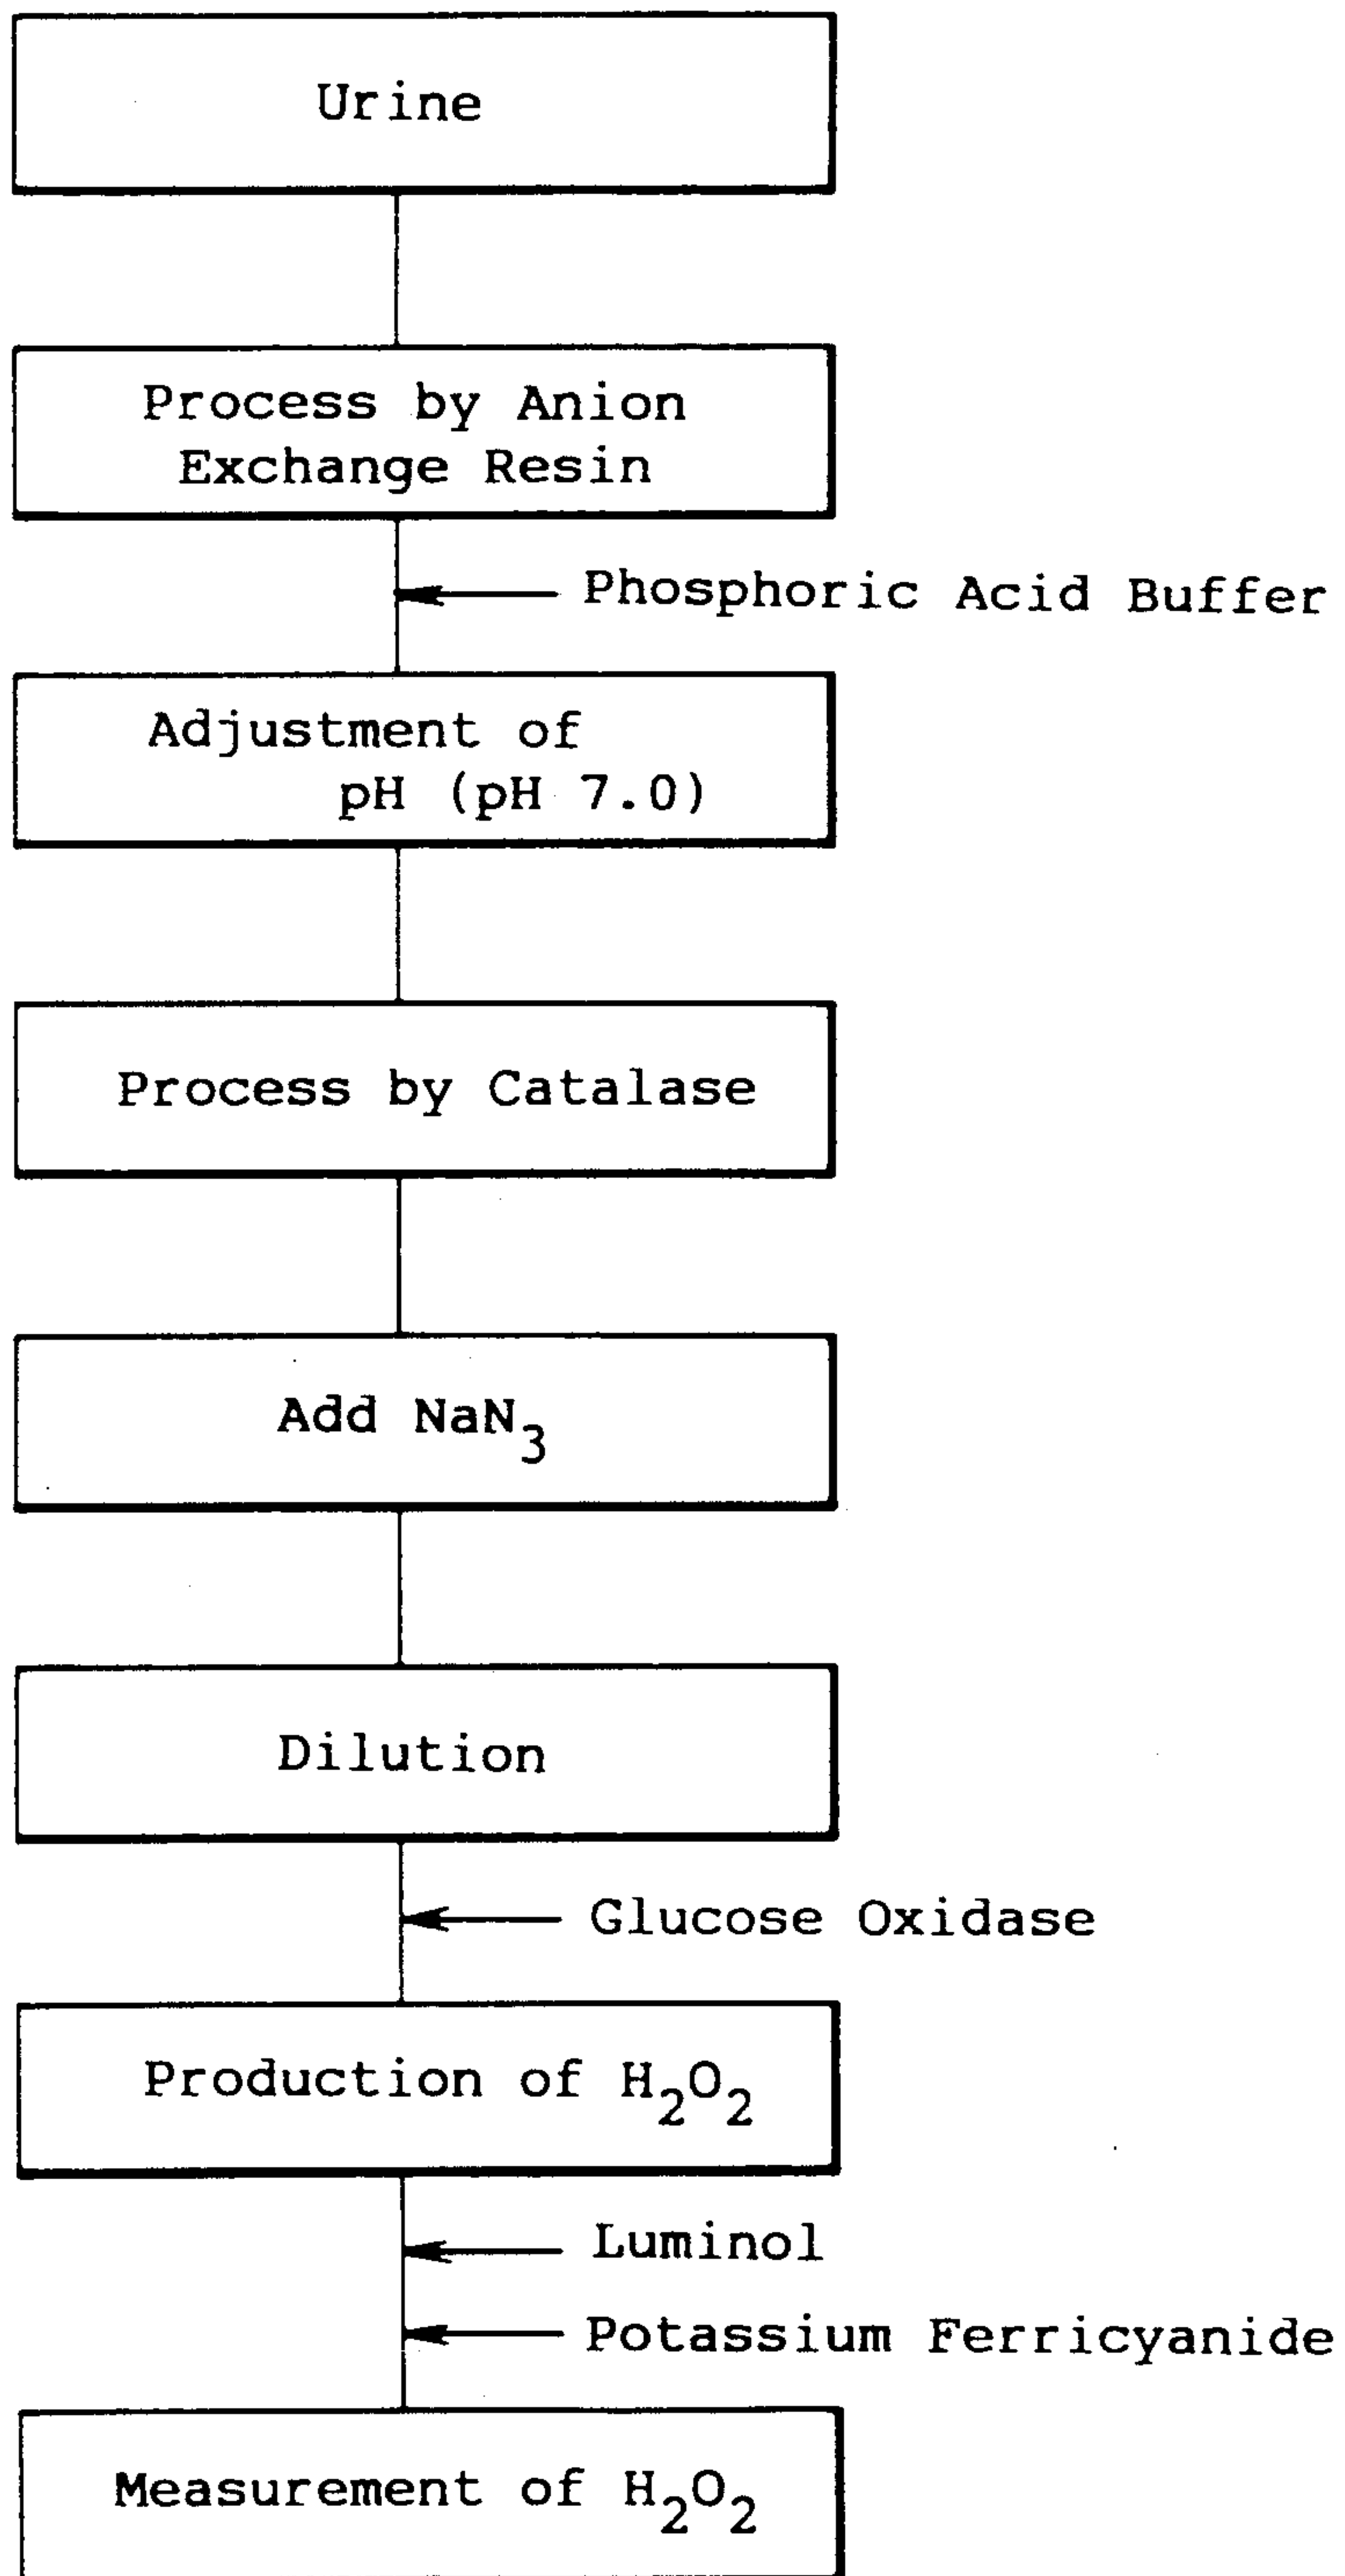 Urine
Process by Anion
Exchange Resin
Phosphoric Acid Buffer
Adjustment of
pH (pH 7.0)
Process by Catalase
Add NaN3
Dilution
Glucose Oxidase
Production of H2O2
Luminol
Potassium Ferricyanide
Measurement of H2O2